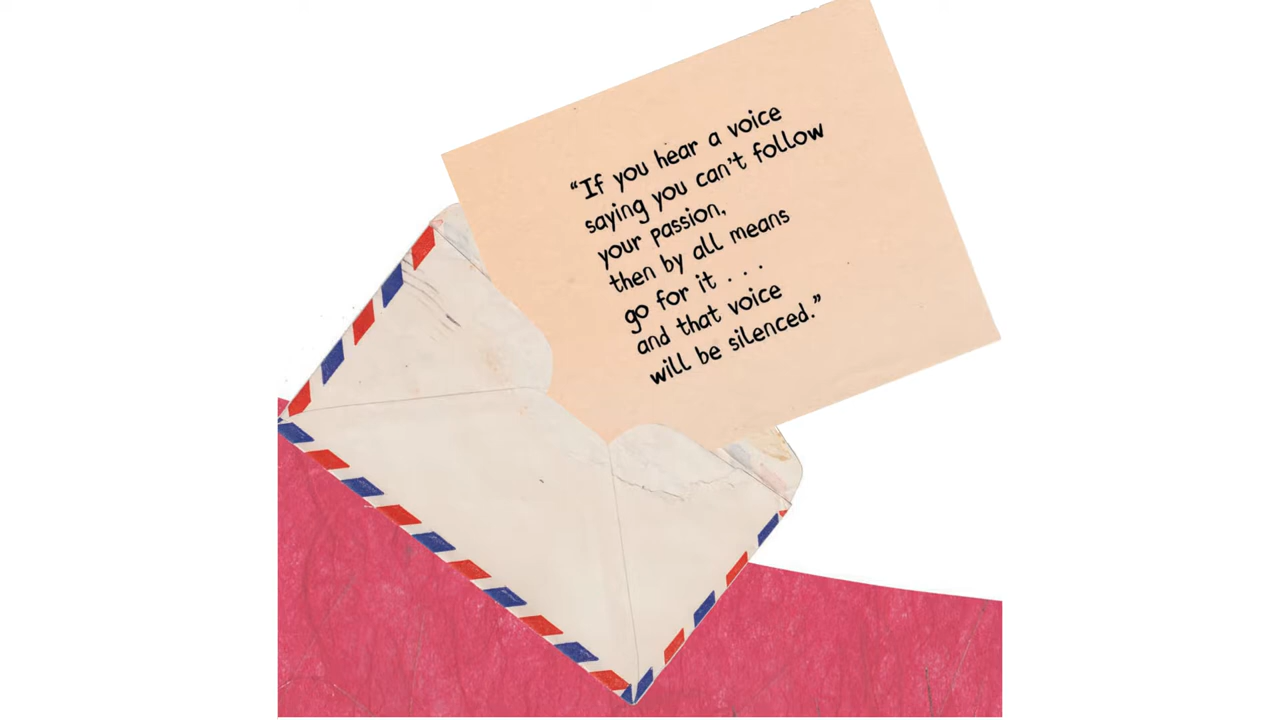 “If you hear a voice
saying you can’t follow
your passion,
then by all means
go for it . . .
and that voice
will be silenced.”